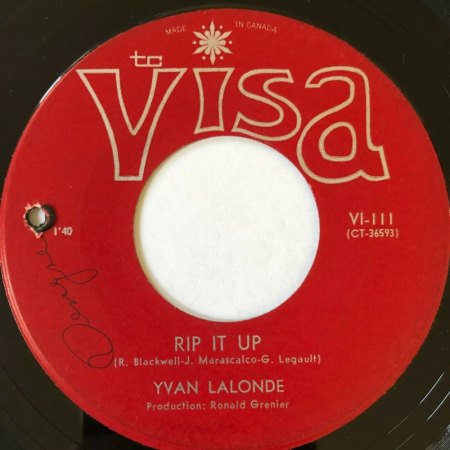 MADE IN CANADA
tc
Visa
VI-111
(CT-36593)
1'40
RIP IT UP
(R. Blackwell-J. Marascalco-G. Legault)
YVAN LALONDE
Production: Ronald Grenier